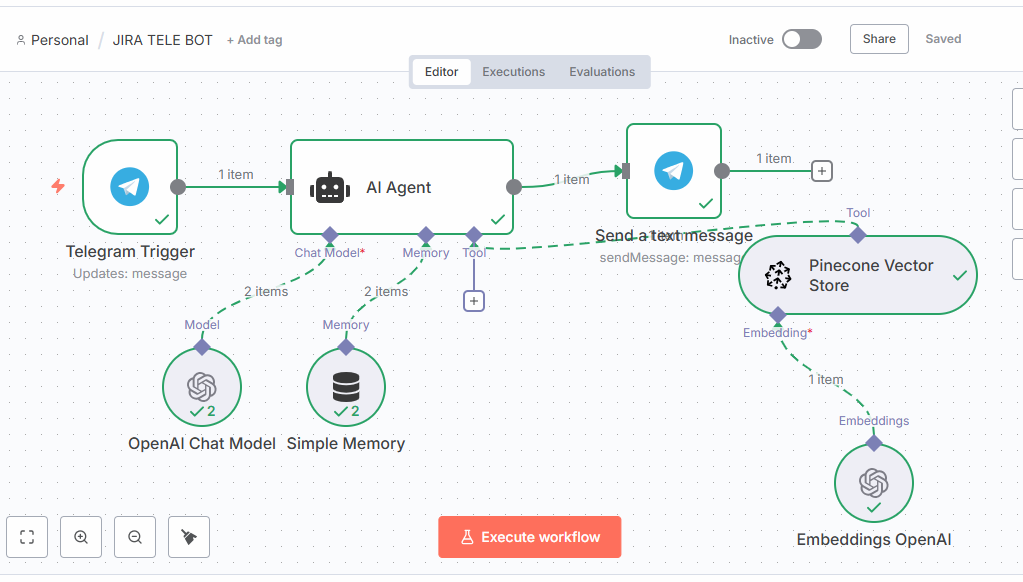 Personal / JIRA TELE BOT + Add tag
Inactive Share Saved
Editor Executions Evaluations
1 item
AI Agent
1 item
1 item
Telegram Trigger
Updates: message
Chat Model*
Memory
Tool
Send a text message
sendMessage: messag
Tool
Pinecone Vector
Store
2 items
2 items
+
Model
Memory
Embedding*
1 item
2
2
OpenAI Chat Model
Simple Memory
Embeddings
Execute workflow
Embeddings OpenAI